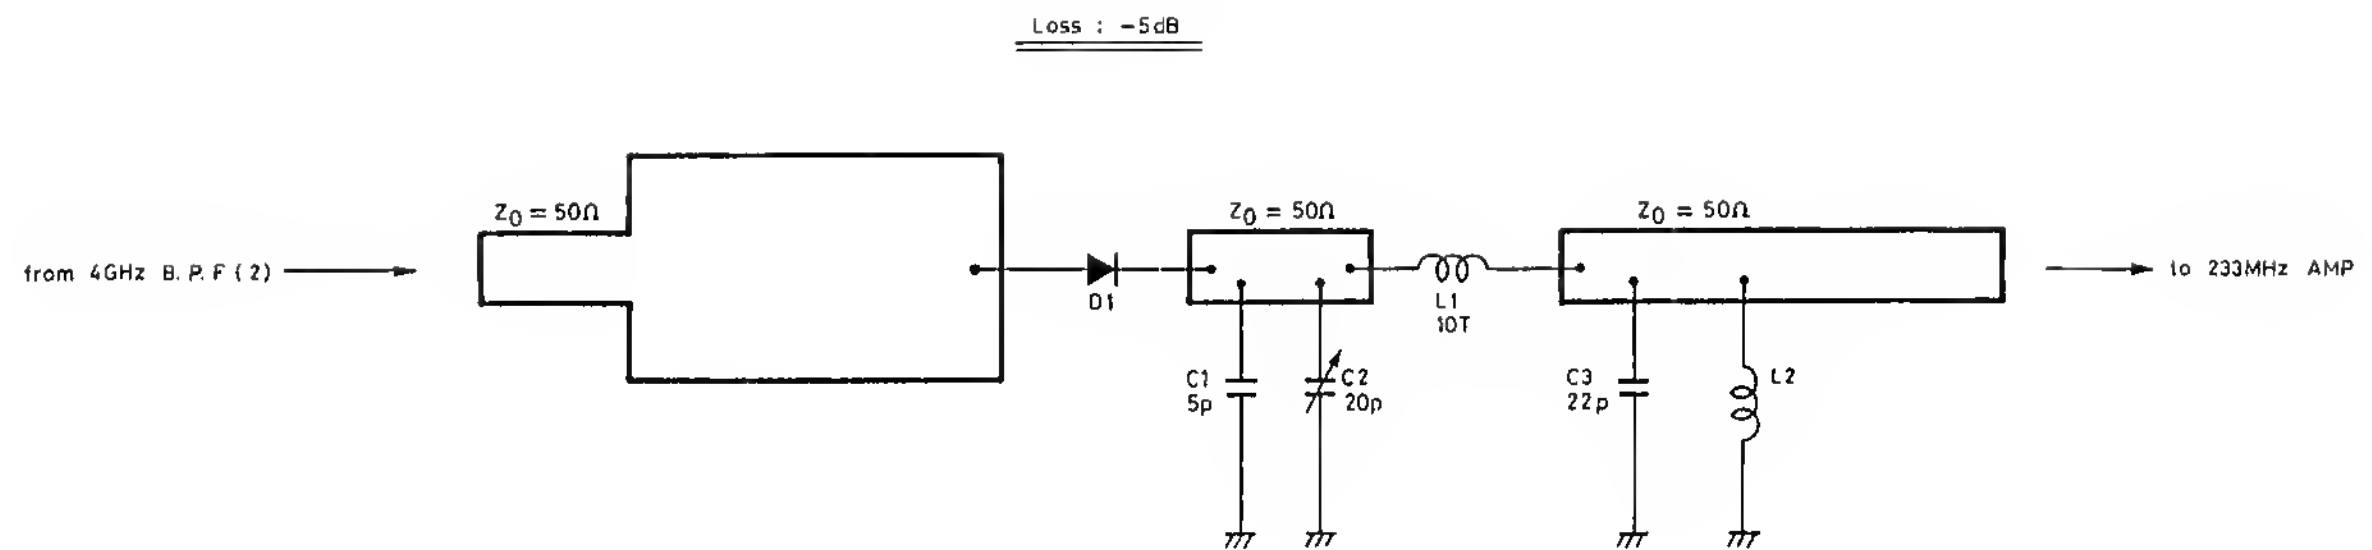 Loss : -5dB
Z0 = 50Ω
Z0 = 50Ω
Z0 = 50Ω
from 4GHz B.P.F (2)
to 233MHz AMP
D1
L1
10T
C1
5p
C2
20p
C3
22p
L2